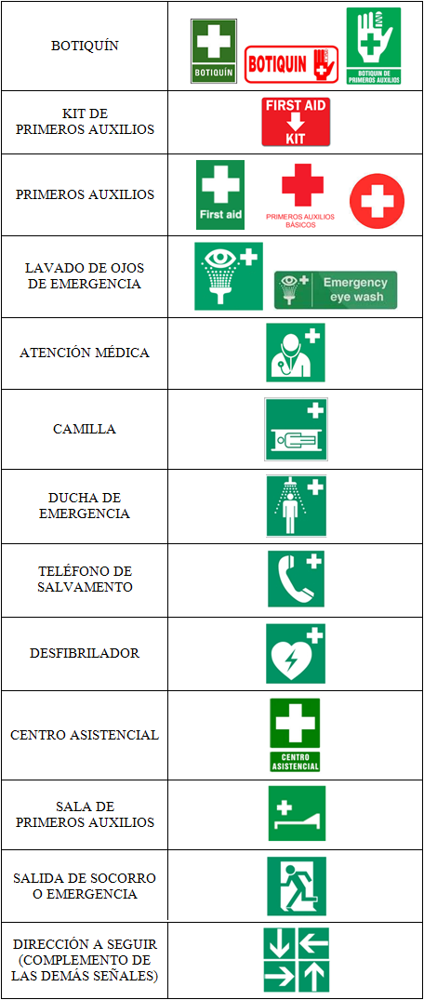 BOTIQUÍN
BOTIQUÍN
BOTIQUIN
BOTIQUIN DE
PRIMEROS AUXILIOS
KIT DE
PRIMEROS AUXILIOS
FIRST AID
KIT
PRIMEROS AUXILIOS
First aid
PRIMEROS AUXILIOS
BÁSICOS
LAVADO DE OJOS
DE EMERGENCIA
Emergency
eye wash
ATENCIÓN MÉDICA
CAMILLA
DUCHA DE
EMERGENCIA
TELÉFONO DE
SALVAMENTO
DESFIBRILADOR
CENTRO ASISTENCIAL
CENTRO
ASISTENCIAL
SALA DE
PRIMEROS AUXILIOS
SALIDA DE SOCORRO
O EMERGENCIA
DIRECCIÓN A SEGUIR
(COMPLEMENTO DE
LAS DEMÁS SEÑALES)